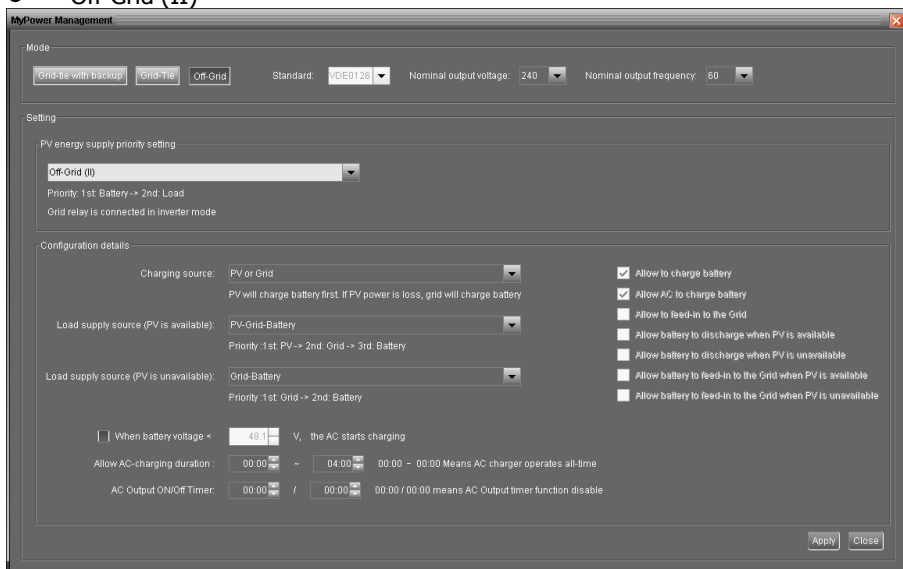 Off-Grid (II)
MyPower Management
Mode
Grid-tie with backup Grid-Tie Off-Grid Standard: VDE0126 Nominal output voltage: 240 Nominal output frequency: 60
Setting
PV energy supply priority setting
Off-Grid (II)
Priority: 1st: Battery -> 2nd: Load
Grid relay is connected in inverter mode
Configuration details
Charging source: PV or Grid
PV will charge battery first. If PV power is loss, grid will charge battery
Load supply source (PV is available): PV-Grid-Battery
Priority :1st: PV -> 2nd: Grid -> 3rd: Battery
Load supply source (PV is unavailable): Grid-Battery
Priority :1st: Grid -> 2nd: Battery
Allow to charge battery
Allow AC to charge battery
Allow to feed-in to the Grid
Allow battery to discharge when PV is available
Allow battery to discharge when PV is unavailable
Allow battery to feed-in to the Grid when PV is available
Allow battery to feed-in to the Grid when PV is unavailable
When battery voltage < 48.1 V, the AC starts charging
Allow AC-charging duration : 00:00 ~ 04:00 00:00 - 00:00 Means AC charger operates all-time
AC Output ON/Off Timer: 00:00 / 00:00 00:00 / 00:00 means AC Output timer function disable
Apply Close